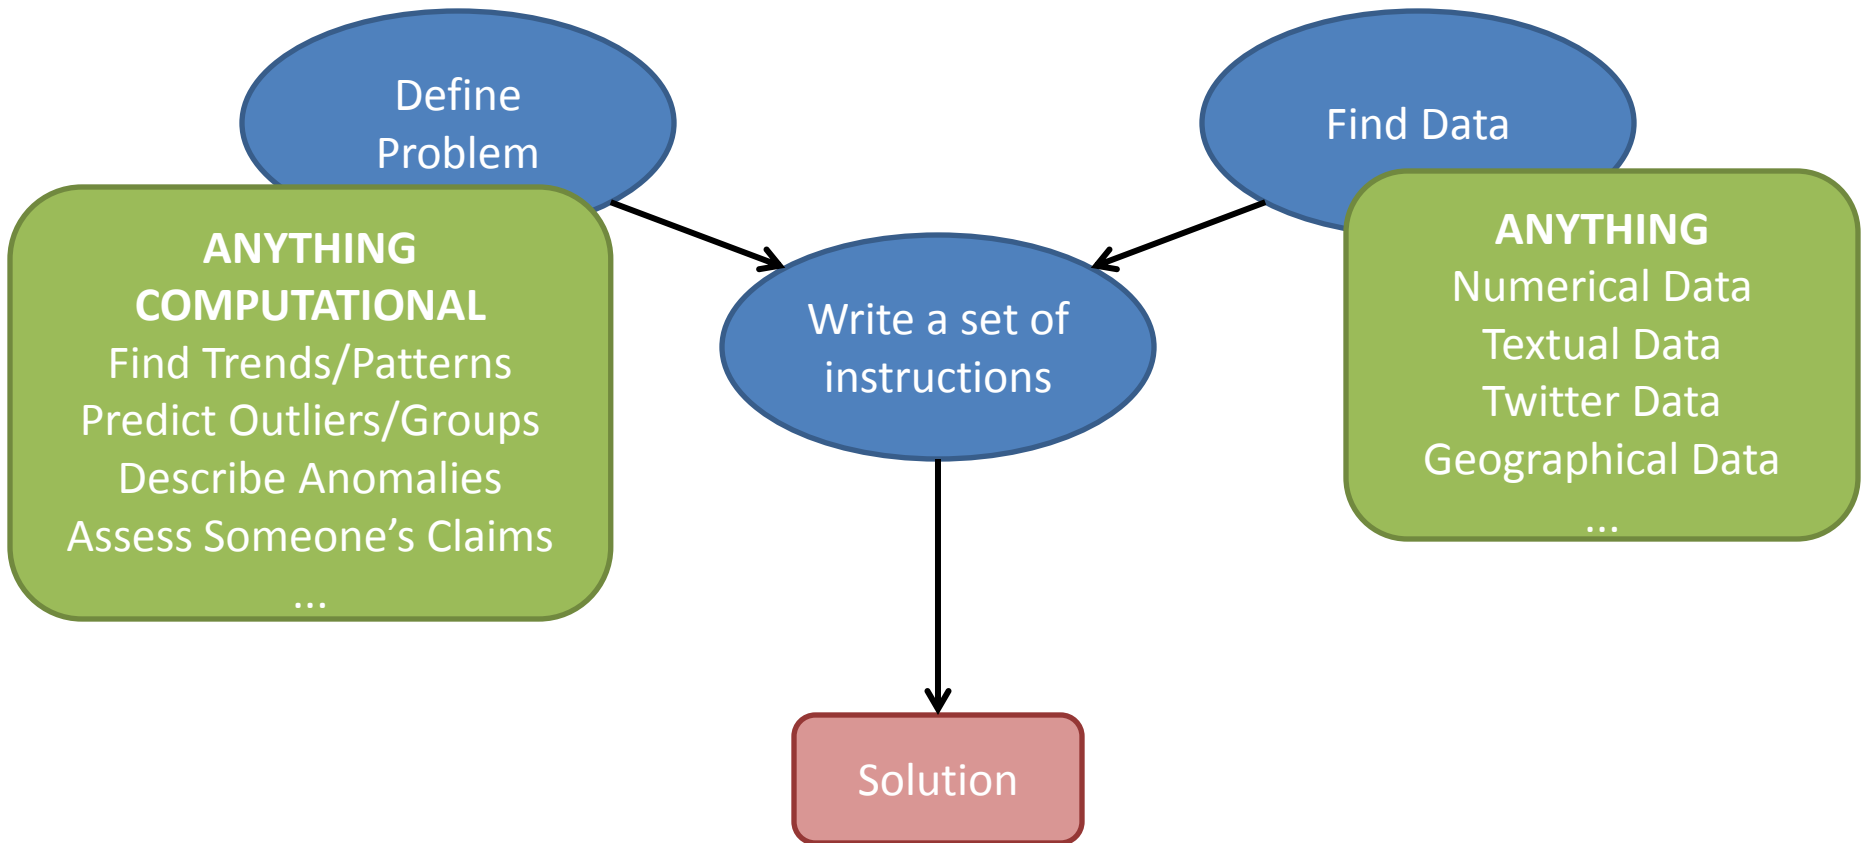 Define
Problem
ANYTHING
COMPUTATIONAL
Find Trends/Patterns
Predict Outliers/Groups
Describe Anomalies
Assess Someone’s Claims
...
Find Data
ANYTHING
Numerical Data
Textual Data
Twitter Data
Geographical Data
...
Write a set of
instructions
Solution